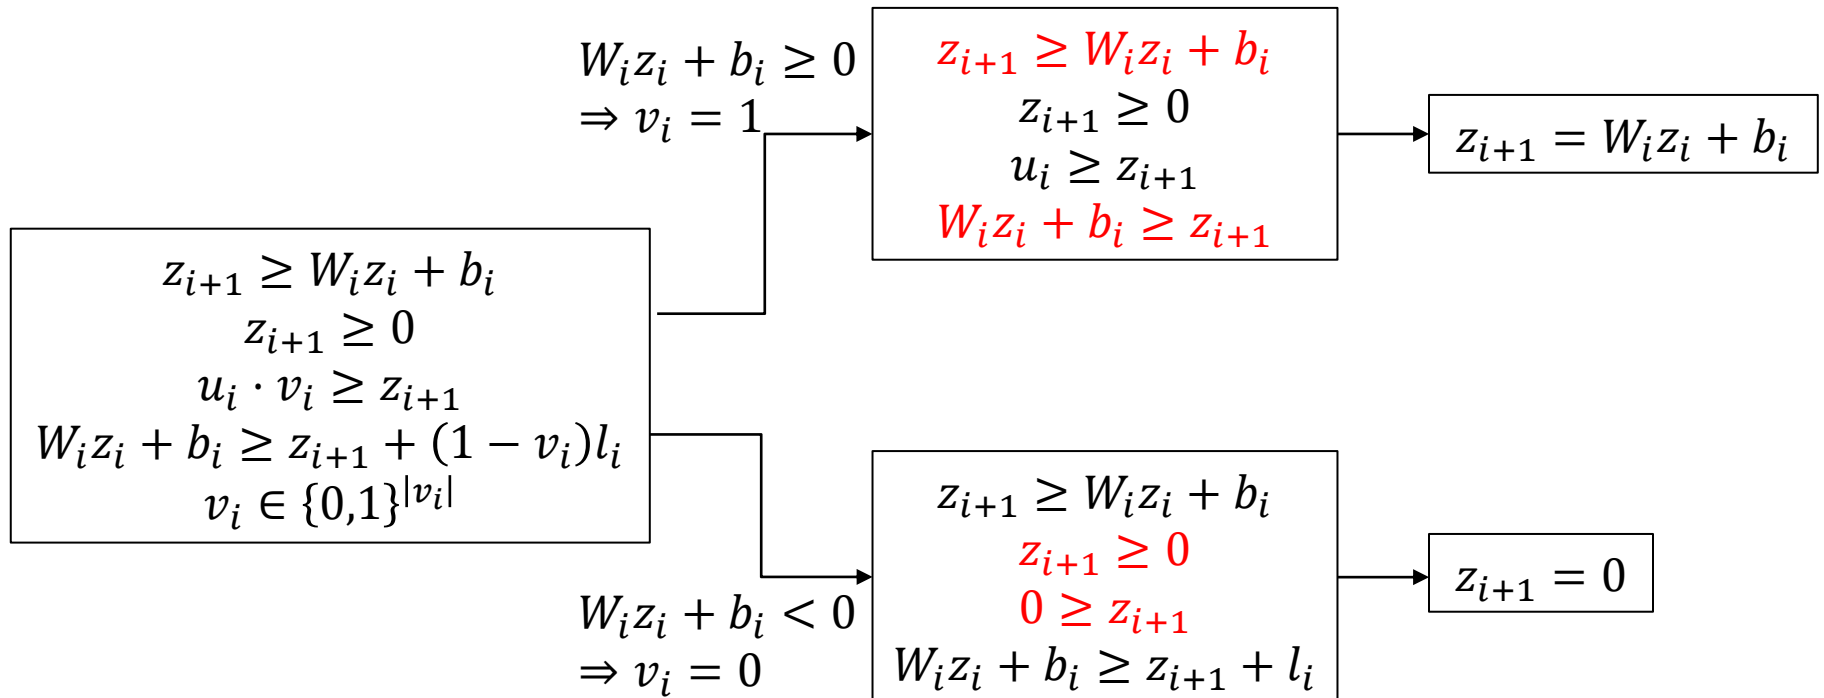 z_{i+1} ≥ W_i z_i + b_i
z_{i+1} ≥ 0
u_i · v_i ≥ z_{i+1}
W_i z_i + b_i ≥ z_{i+1} + (1 − v_i)l_i
v_i ∈ {0,1}^{|v_i|}
W_i z_i + b_i ≥ 0
⇒ v_i = 1
z_{i+1} ≥ W_i z_i + b_i
z_{i+1} ≥ 0
u_i ≥ z_{i+1}
W_i z_i + b_i ≥ z_{i+1}
z_{i+1} = W_i z_i + b_i
W_i z_i + b_i < 0
⇒ v_i = 0
z_{i+1} ≥ W_i z_i + b_i
z_{i+1} ≥ 0
0 ≥ z_{i+1}
W_i z_i + b_i ≥ z_{i+1} + l_i
z_{i+1} = 0